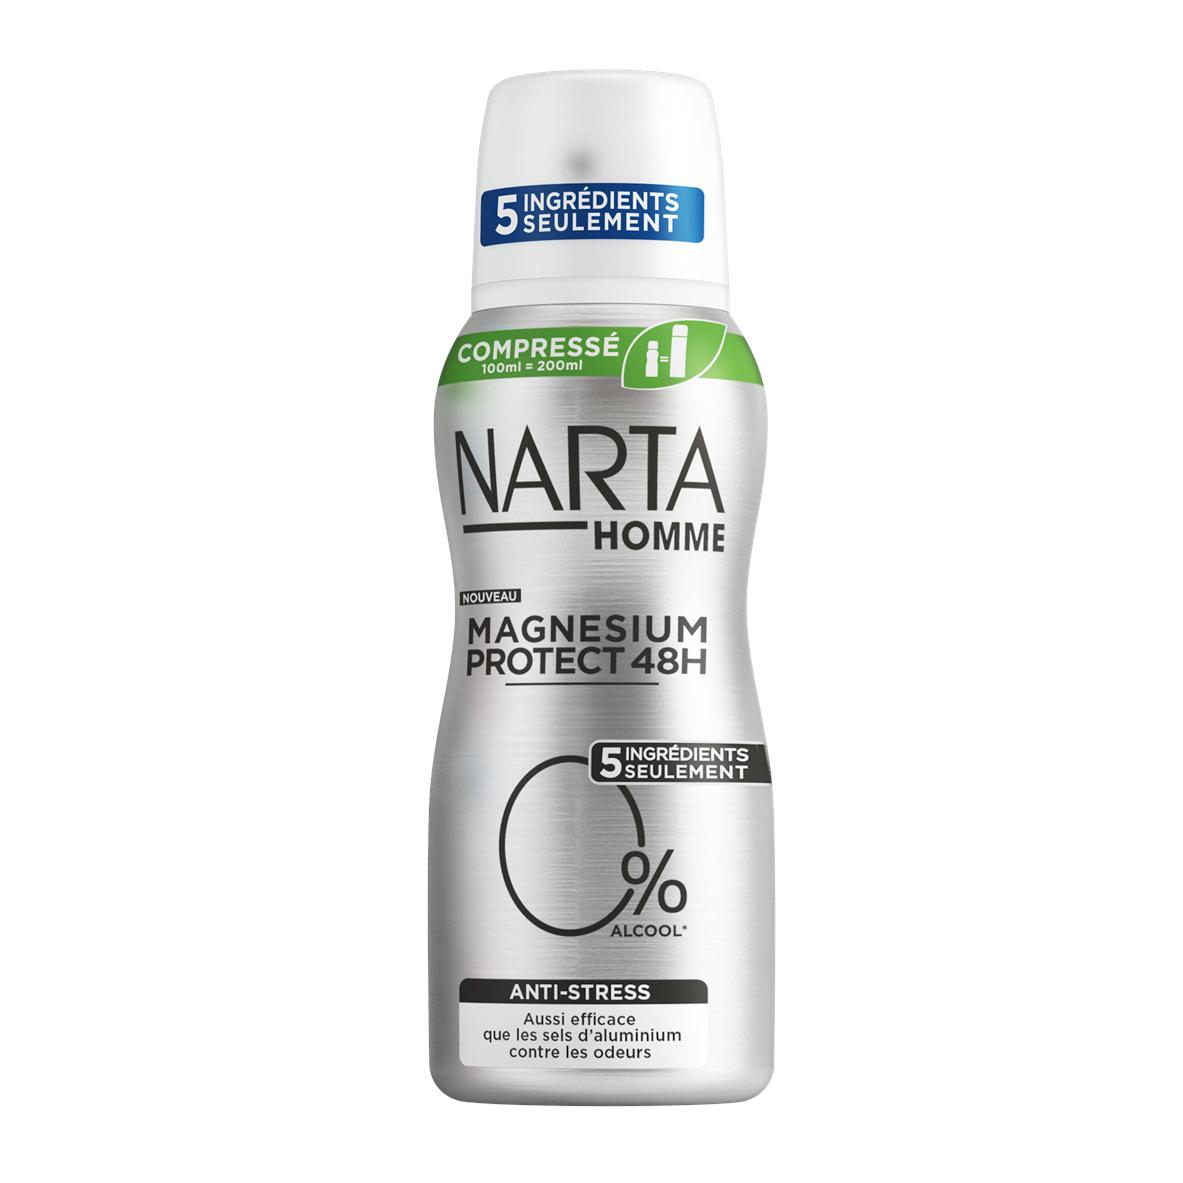 5 INGRÉDIENTS
SEULEMENT
COMPRESSÉ
100ml = 200ml
NARTA
HOMME
NOUVEAU
MAGNESIUM
PROTECT 48H
5 INGRÉDIENTS
SEULEMENT
0%
ALCOOL*
ANTI-STRESS
Aussi efficace
que les sels d'aluminium
contre les odeurs